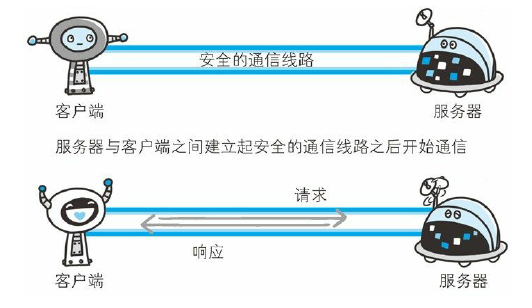 安全的通信线路
客户端
服务器
服务器与客户端之间建立起安全的通信线路之后开始通信
请求
响应
客户端
服务器